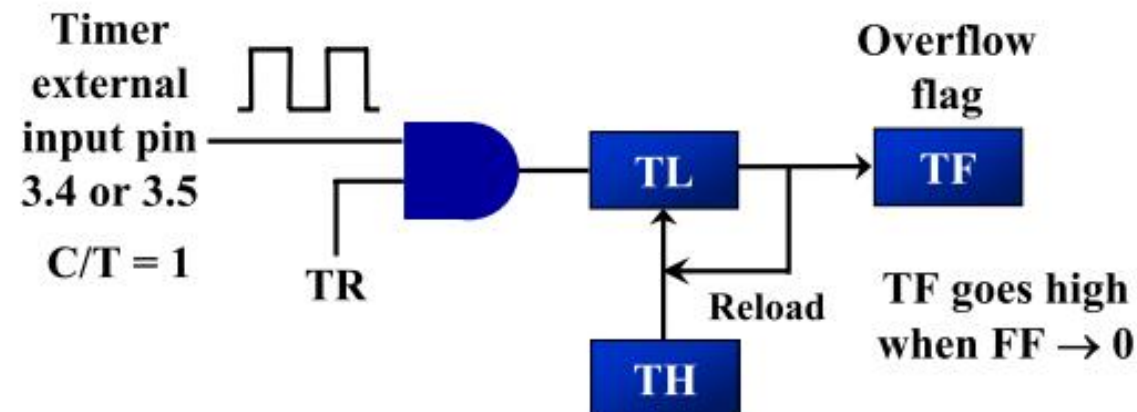 Timer
external
input pin
3.4 or 3.5
C/T = 1
TR
TL
Overflow
flag
TF
Reload
TH
TF goes high
when FF → 0